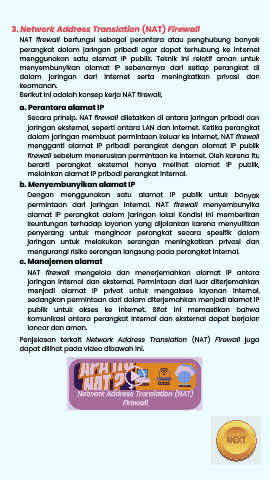 3. Network Address Translation (NAT) Firewall
NAT firewall berfungsi sebagai perantara atau penghubung banyak
perangkat dalam jaringan pribadi agar dapat terhubung ke internet
menggunakan satu alamat IP publik. Teknik ini relatif aman untuk
menyembunyikan alamat IP sebenarnya dari setiap perangkat di
dalam jaringan dari internet serta meningkatkan privasi dan
keamanan.
Berikut ini adalah konsep kerja NAT firewall.
a. Perantara alamat IP
Secara prinsip, NAT firewall diletakkan di antara jaringan pribadi dan
jaringan eksternal, seperti antara LAN dan internet. Ketika perangkat
dalam jaringan membuat permintaan keluar ke internet, NAT firewall
mengganti alamat IP pribadi perangkat dengan alamat IP publik
firewall sebelum meneruskan permintaan ke internet. Oleh karena itu
berarti perangkat eksternal hanya melihat alamat IP publik,
melainkan alamat IP pribadi perangkat internal.
b. Menyembunyikan alamat IP
Dengan menggunakan satu alamat IP publik untuk banyak
permintaan dari jaringan internal. NAT firewall menyembunyika
alamat IP perangkat dalam jaringan lokal Kondisi ini memberikan
keuntungan terhadap layanan yang dijalankan karena menyulitkan
penyerang untuk mengincar perangkat secara spesifik dalam
jaringan untuk melakukan serangan meningkatkan privasi dan
mengurangi risiko serangan langsung pada perangkat internal.
c. Manajemen alamat
NAT firewall mengelola dan menerjemahkan alamat IP antara
jaringan internal dan eksternal. Permintaan dari luar diterjemahkan
menjadi alamat IP privat untuk mengakses layanan internal,
sedangkan permintaan dari dalam diterjemahkan menjadi alamat IP
publik untuk akses ke internet. Sifat ini memastikan bahwa
komunikasi antara perangkat internal dan eksternal dapat berjalan
lancar dan aman.
Penjelasan terkait Network Address Translation (NAT) Firewall juga
dapat dilihat pada video dibawah ini.
APA ITU
NAT?
Network Address Translation (NAT)
Firewall
NEXT